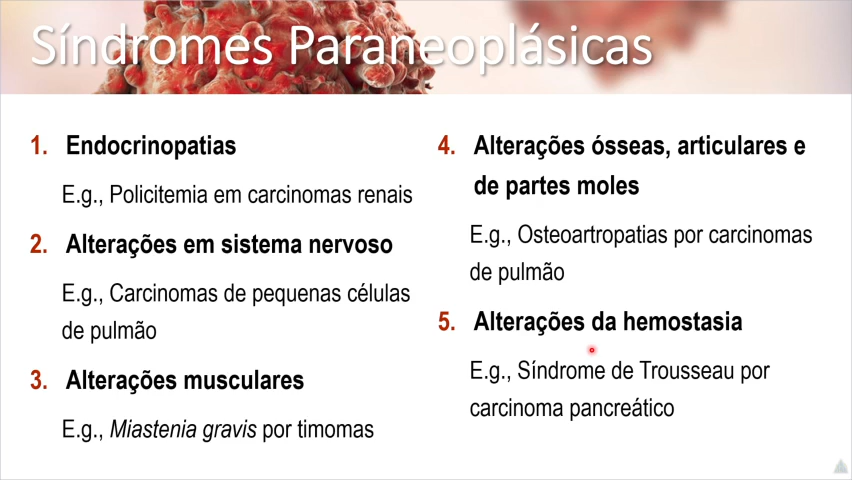 Síndromes Paraneoplásicas
1. Endocrinopatias
E.g., Policitemia em carcinomas renais
2. Alterações em sistema nervoso
E.g., Carcinomas de pequenas células
de pulmão
3. Alterações musculares
E.g., Miastenia gravis por timomas
4. Alterações ósseas, articulares e
de partes moles
E.g., Osteoartropatias por carcinomas
de pulmão
5. Alterações da hemostasia
E.g., Síndrome de Trousseau por
carcinoma pancreático